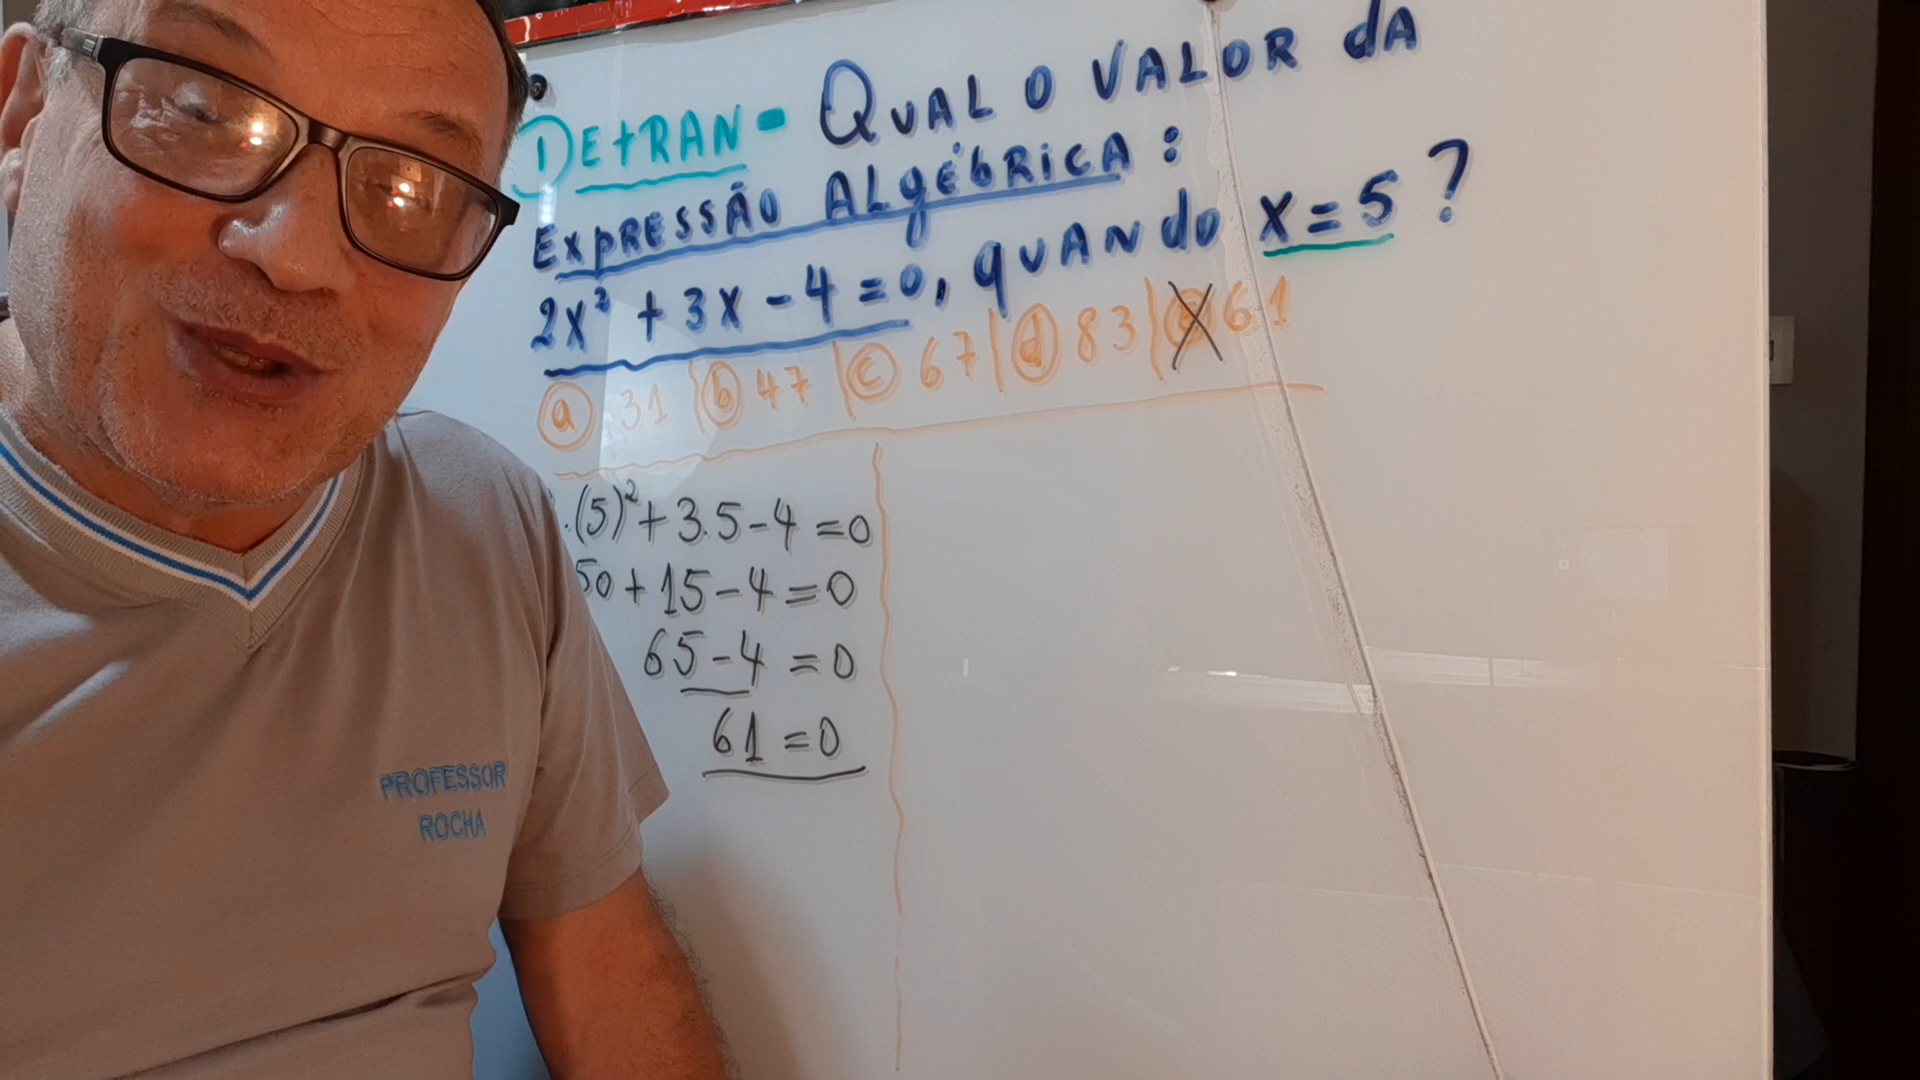 DEtRAN - QUAL O VALOR dA
EXPRESSÃO ALgÉbRiCA:
2x² + 3x - 4 = 0, quANdo x = 5 ?
a 31 | b 47 | c 67 | d 83 | 61
.(5)² + 3.5 - 4 = 0
50 + 15 - 4 = 0
65 - 4 = 0
61 = 0
PROFESSOR
ROCHA